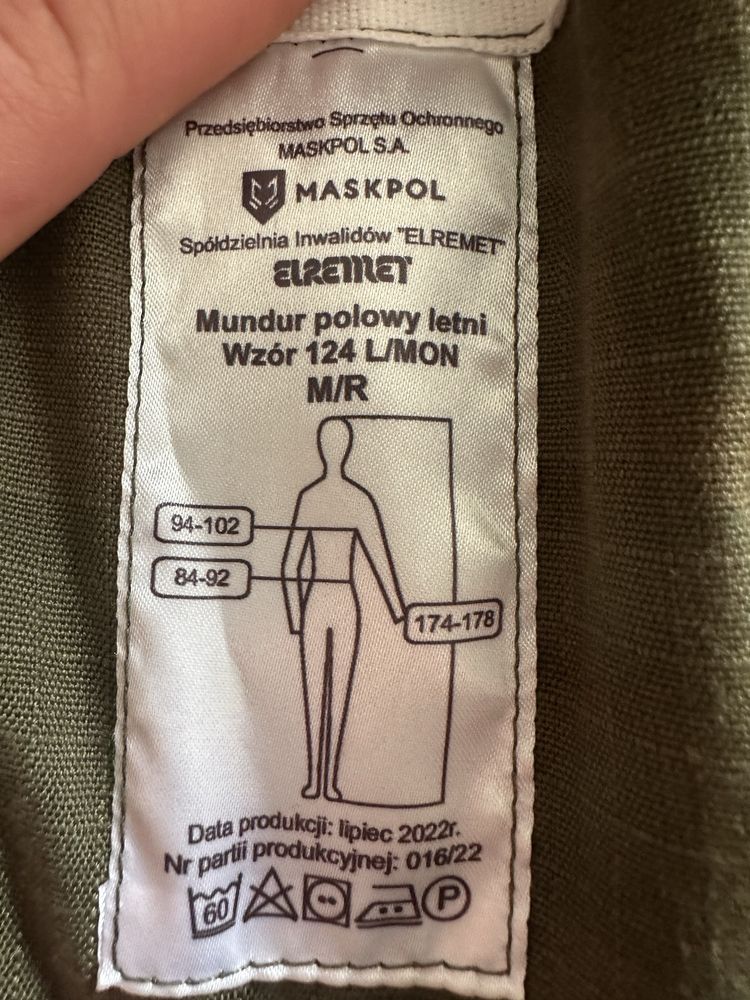 Przedsiębiorstwo Sprzętu Ochronnego
MASKPOL S.A.
MASKPOL
Spółdzielnia Inwalidów "ELREMET"
ELREMET
Mundur polowy letni
Wzór 124 L/MON
M/R
94-102
84-92
174-178
Data produkcji: lipiec 2022r.
Nr partii produkcyjnej: 016/22
60
P